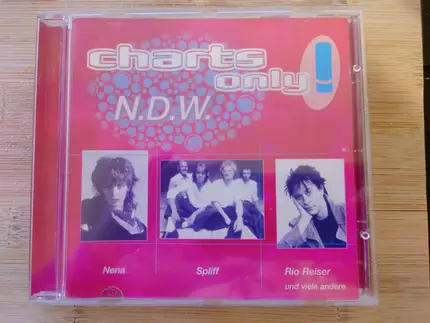 charts
only!
N.D.W.
Nena
Spliff
Rio Reiser
und viele andere